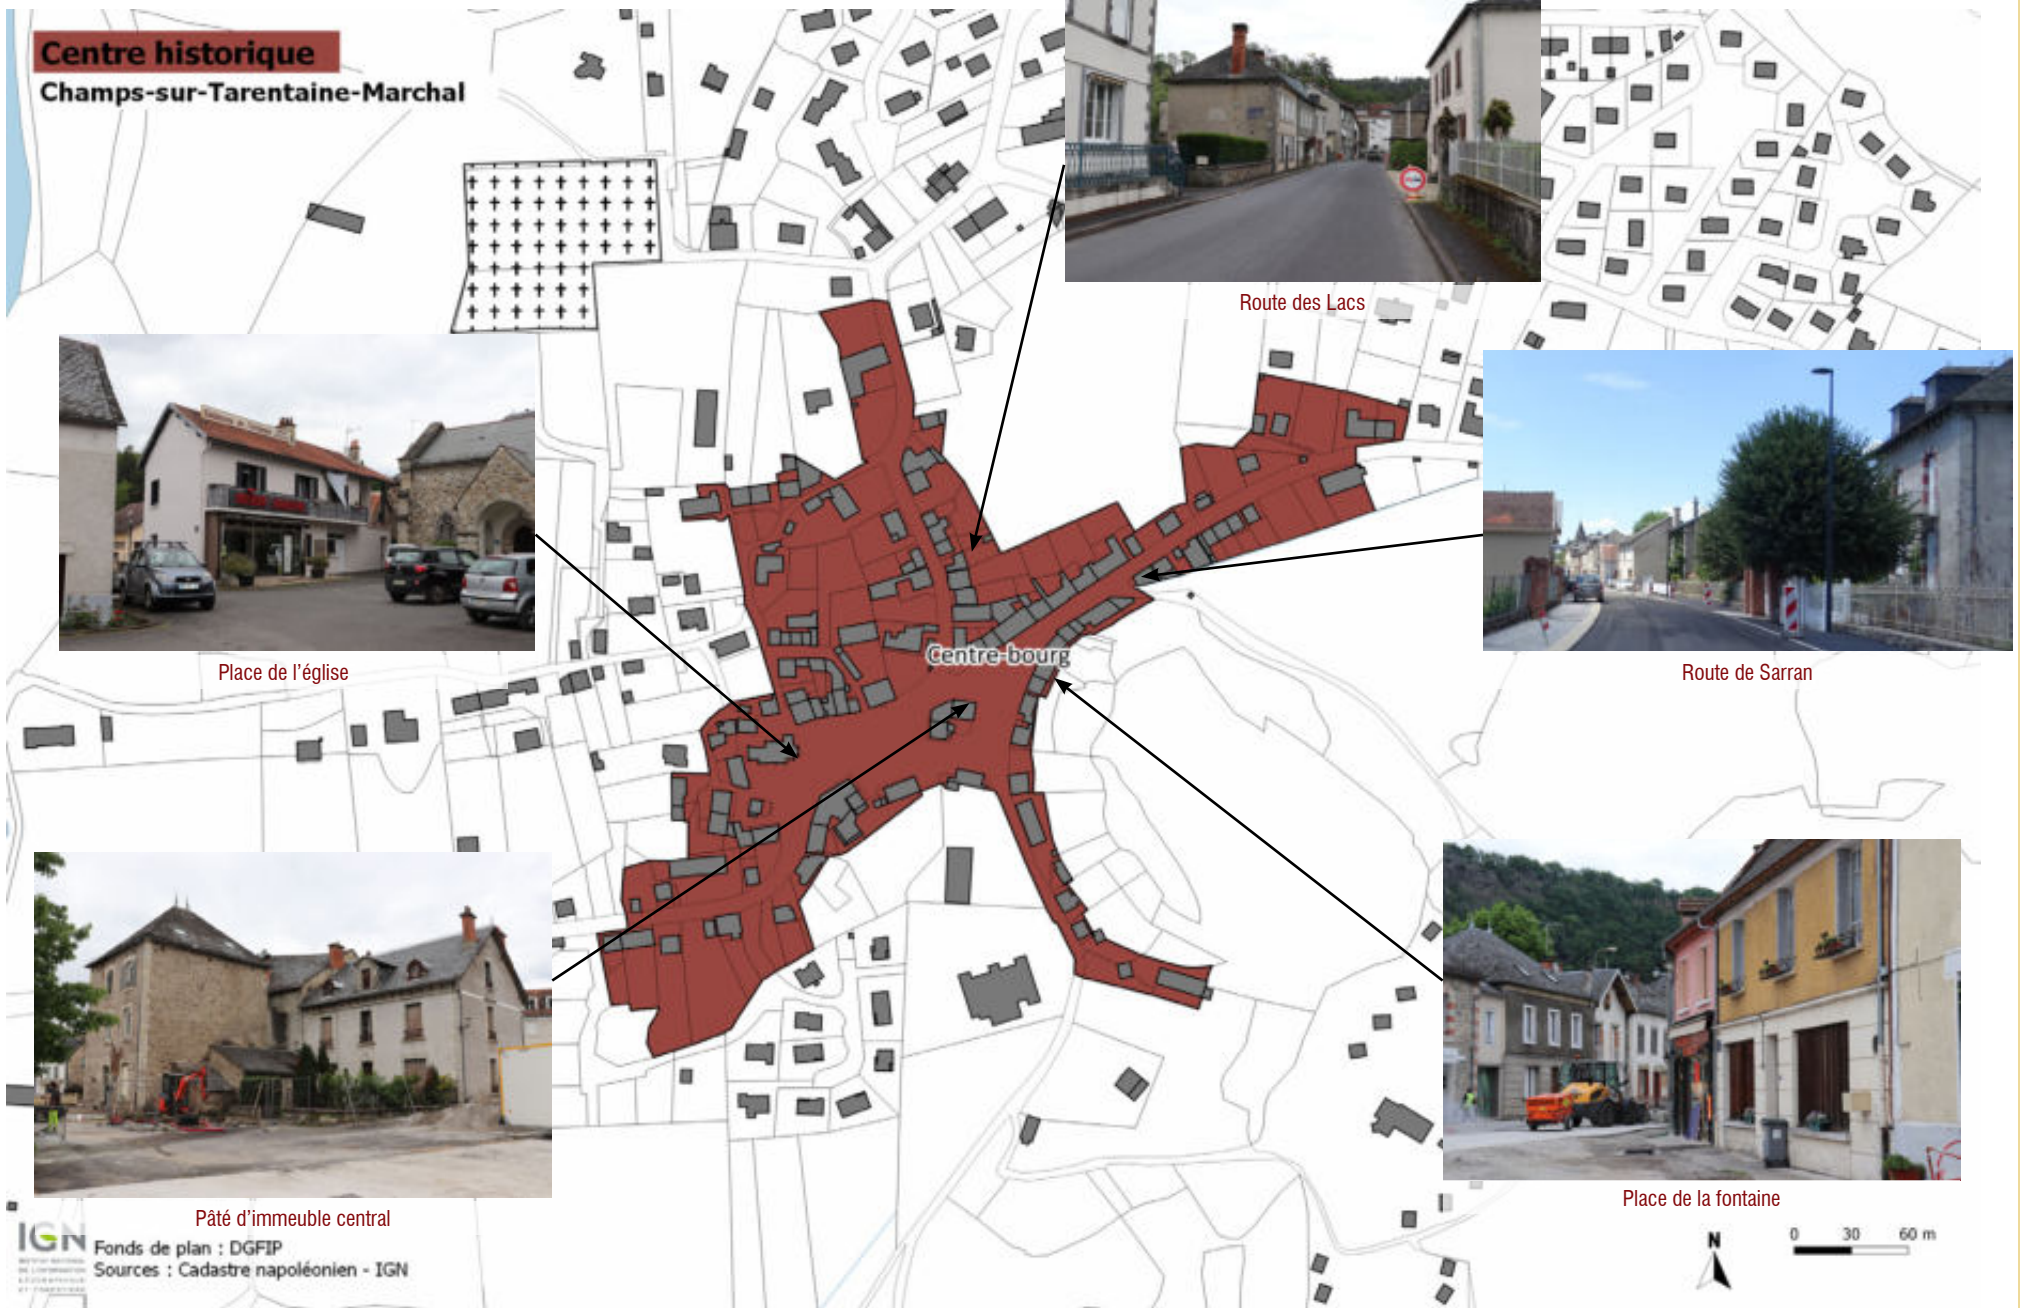 Centre historique
Champs-sur-Tarentaine-Marchal
Route des Lacs
Place de l'église
Route de Sarran
Centre-bourg
Pâté d'immeuble central
Place de la fontaine
IGN
Fonds de plan : DGFIP
Sources : Cadastre napoléonien - IGN
N
0 30 60 m